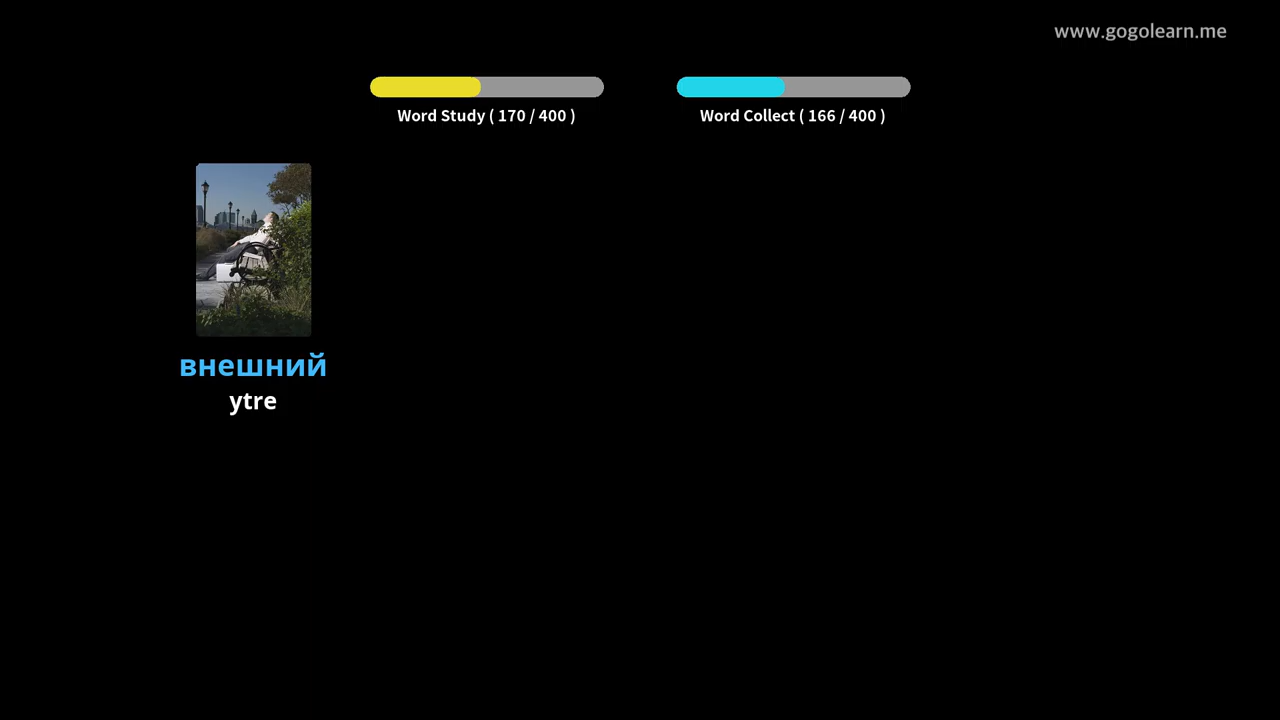 www.gogolearn.me
Word Study ( 170 / 400 )
Word Collect ( 166 / 400 )
внешний
ytre